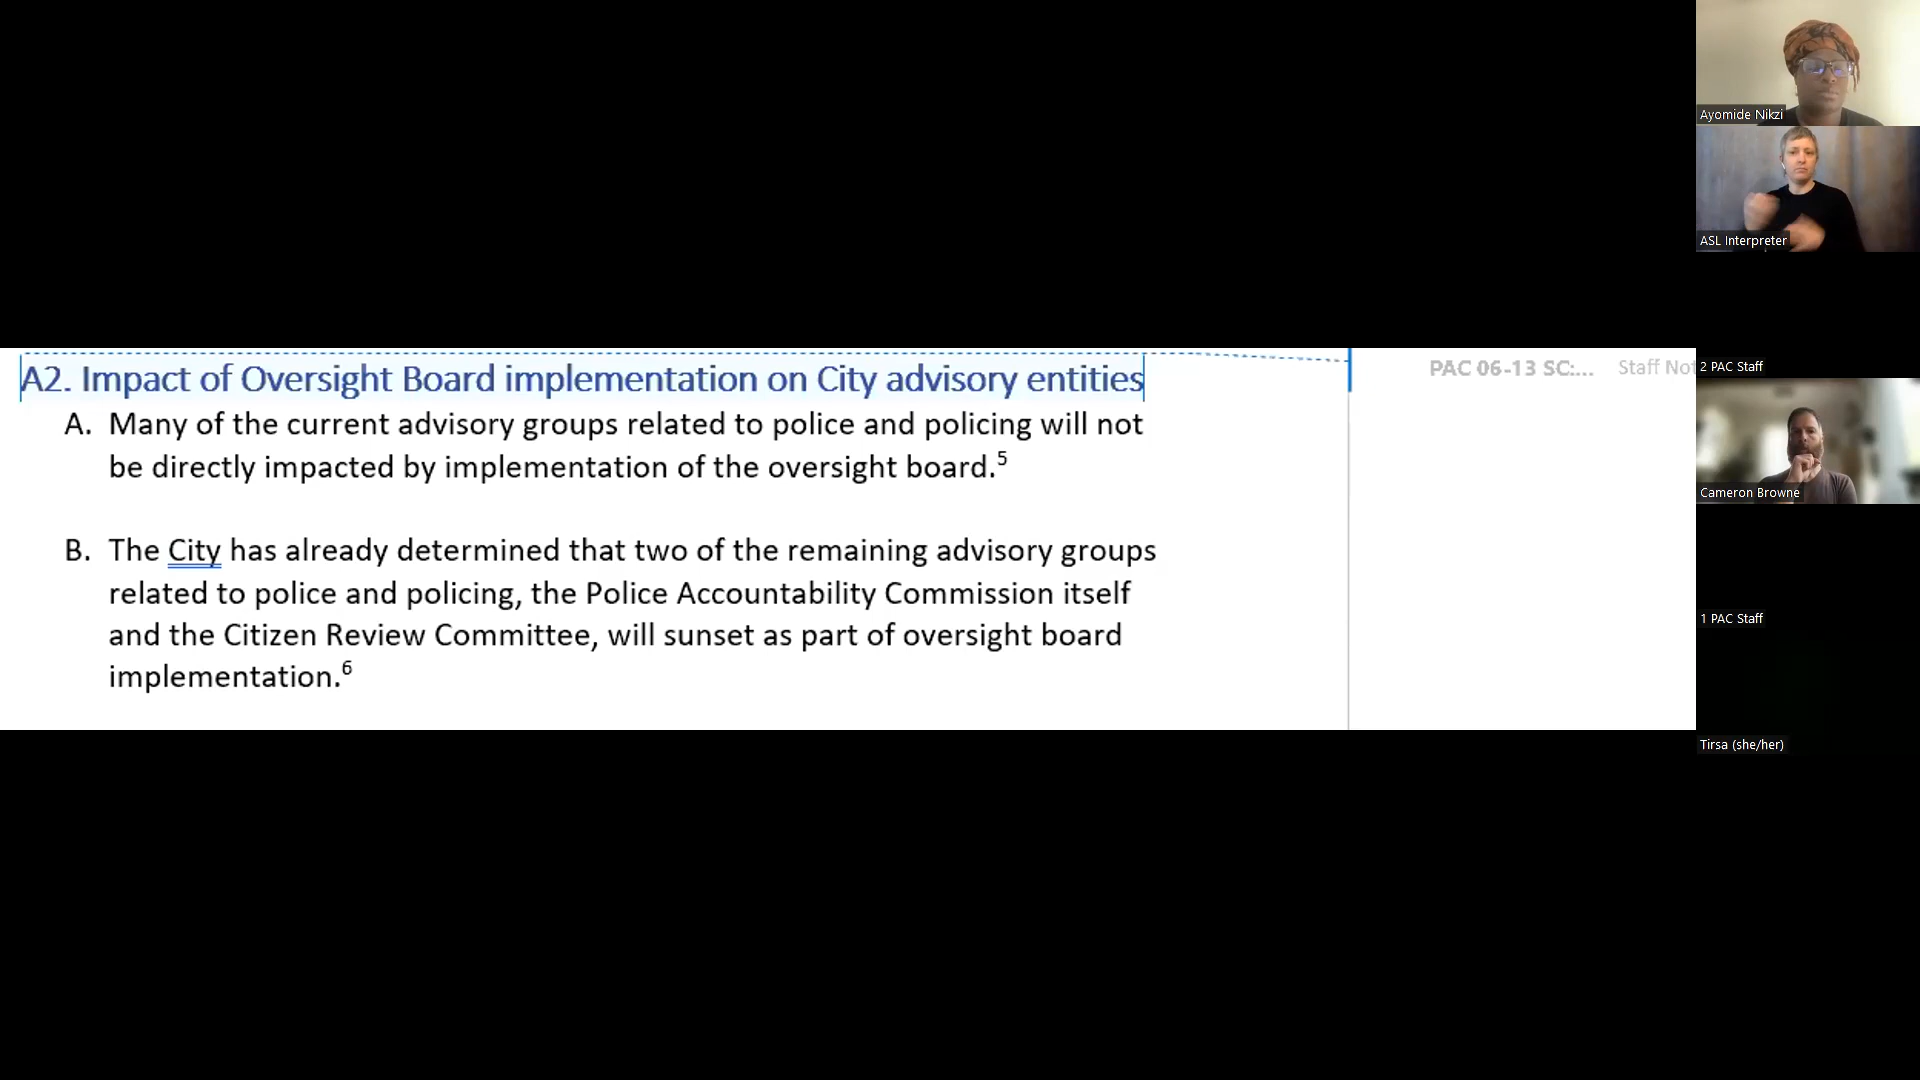 A2. Impact of Oversight Board implementation on City advisory entities
A. Many of the current advisory groups related to police and policing will not
be directly impacted by implementation of the oversight board.5
B. The City has already determined that two of the remaining advisory groups
related to police and policing, the Police Accountability Commission itself
and the Citizen Review Committee, will sunset as part of oversight board
implementation.6
PAC 06-13 SC:... Staff Not
Ayomide Nikzi
ASL Interpreter
2 PAC Staff
Cameron Browne
1 PAC Staff
Tirsa (she/her)